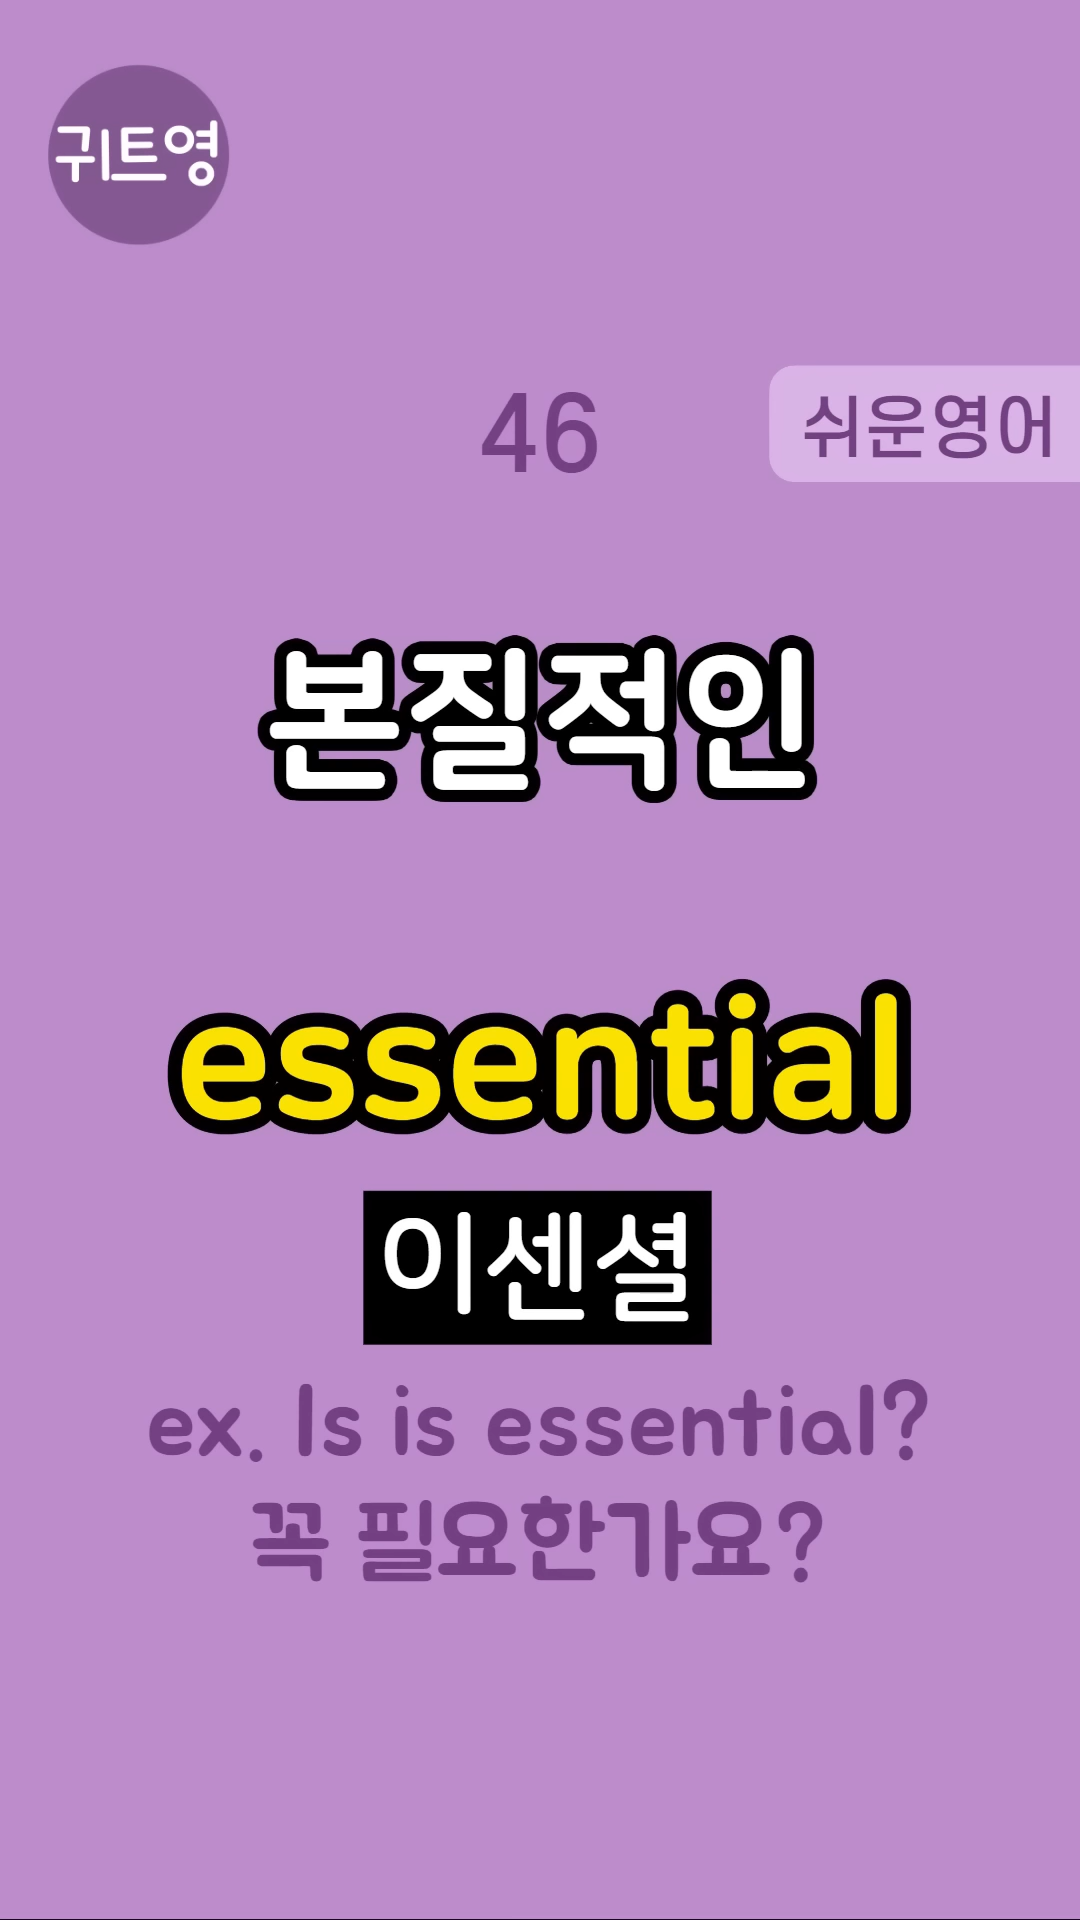 귀트영
46
쉬운영어
본질적인
essential
이센셜
ex. Is is essential?
꼭 필요한가요?